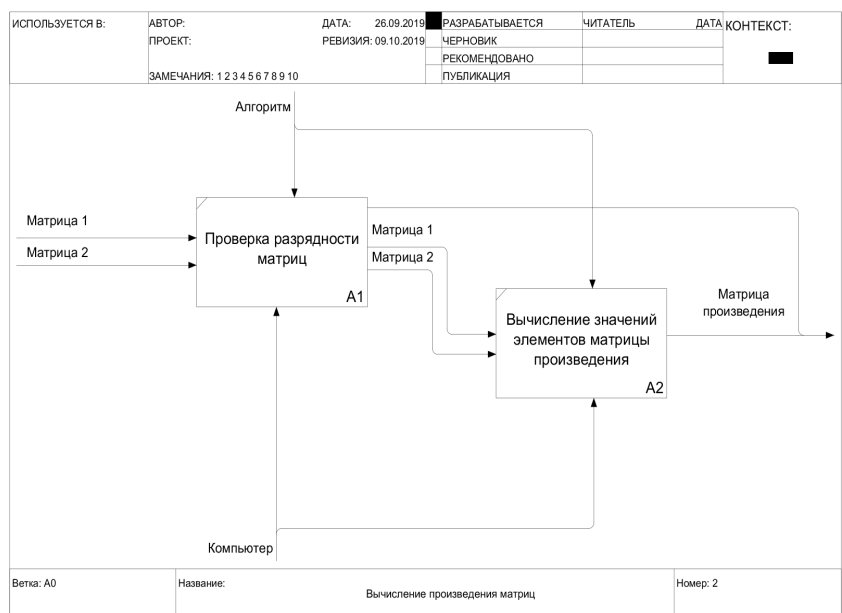 ИСПОЛЬЗУЕТСЯ В:
АВТОР:
ДАТА: 26.09.2019
РАЗРАБАТЫВАЕТСЯ
ЧИТАТЕЛЬ
ДАТА
КОНТЕКСТ:
ПРОЕКТ:
РЕВИЗИЯ: 09.10.2019
ЧЕРНОВИК
РЕКОМЕНДОВАНО
ЗАМЕЧАНИЯ: 1 2 3 4 5 6 7 8 9 10
ПУБЛИКАЦИЯ
Алгоритм
Матрица 1
Матрица 2
Проверка разрядности
матриц
A1
Матрица 1
Матрица 2
Вычисление значений
элементов матрицы
произведения
A2
Матрица
произведения
Компьютер
Ветка: A0
Название:
Вычисление произведения матриц
Номер: 2